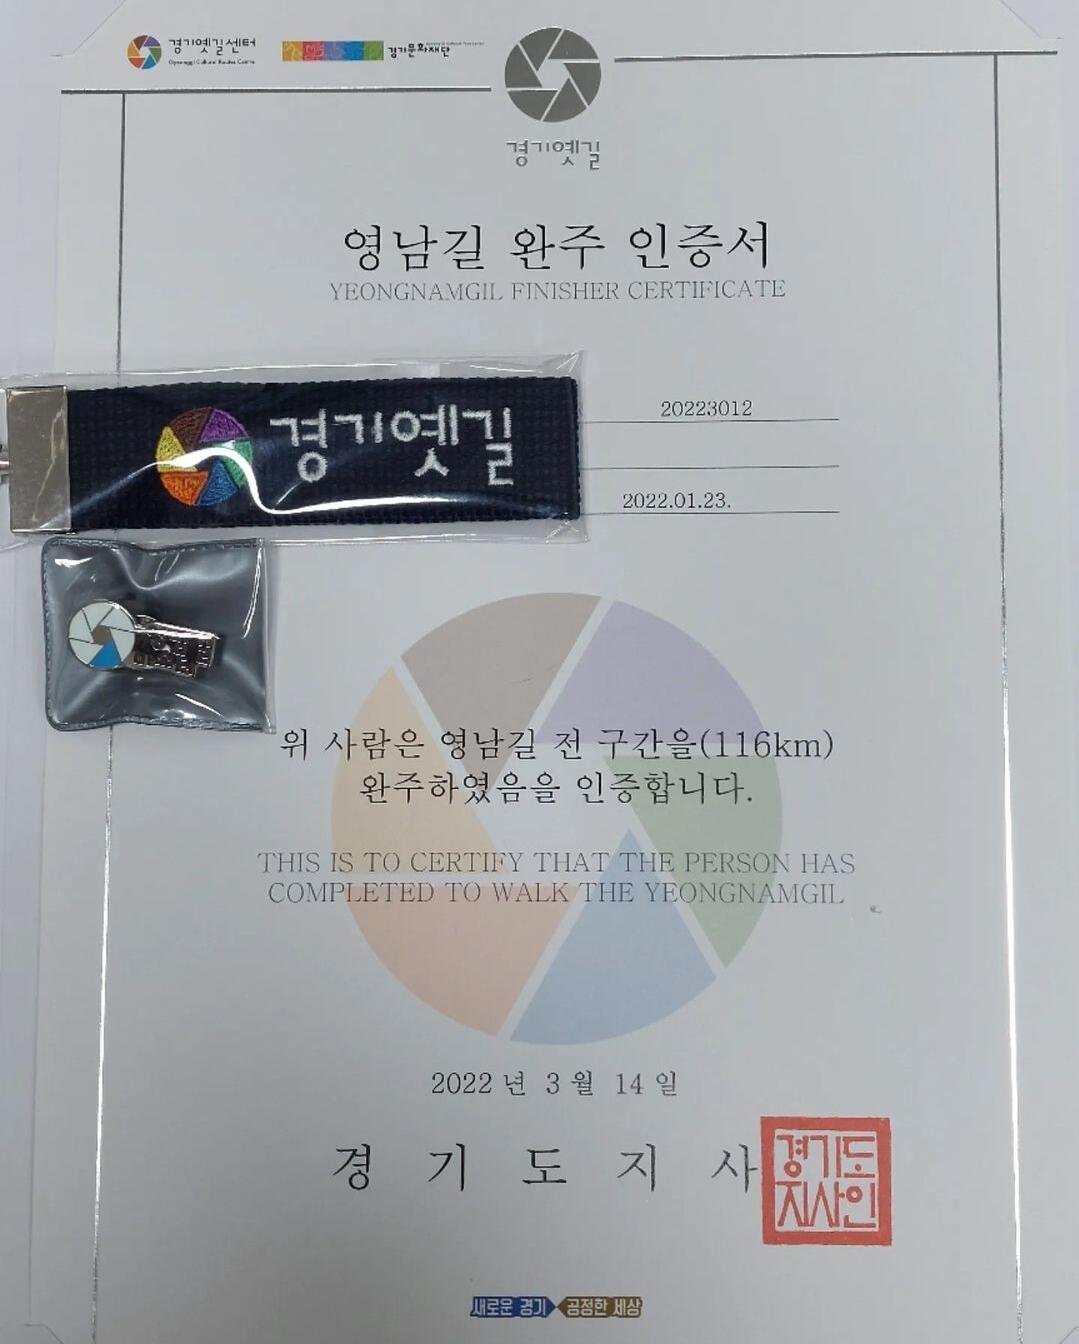 경기옛길센터
Gyeonggi Cultural Routes Center
경기문화재단
경기옛길
영남길 완주 인증서
YEONGNAMGIL FINISHER CERTIFICATE
경기옛길
20223012
2022.01.23.
위 사람은 영남길 전 구간을(116km)
완주하였음을 인증합니다.
THIS IS TO CERTIFY THAT THE PERSON HAS
COMPLETED TO WALK THE YEONGNAMGIL
2022 년 3 월 14 일
경 기 도 지 사
경기도
지사인
새로운 경기 공정한 세상